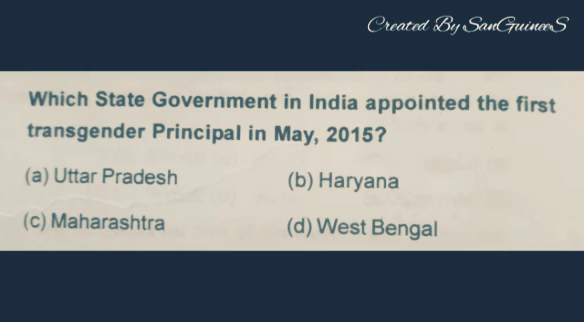 Created By SanGuineeS
Which State Government in India appointed the first
transgender Principal in May, 2015?
(a) Uttar Pradesh (b) Haryana
(c) Maharashtra (d) West Bengal